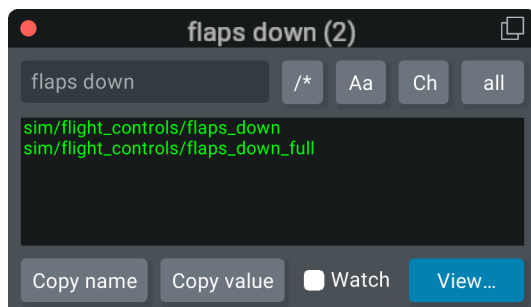 flaps down (2)
flaps down /* Aa Ch all
sim/flight_controls/flaps_down
sim/flight_controls/flaps_down_full
Copy name Copy value Watch View...